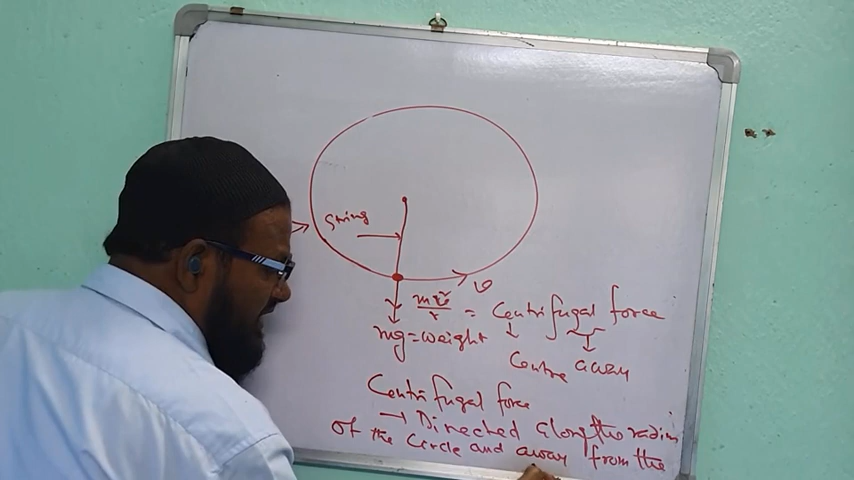 String
v
mv²/r = Centrifugal force
mg = weight
Centre away
Centrifugal force
→ Directed along the radius
of the circle and away from the